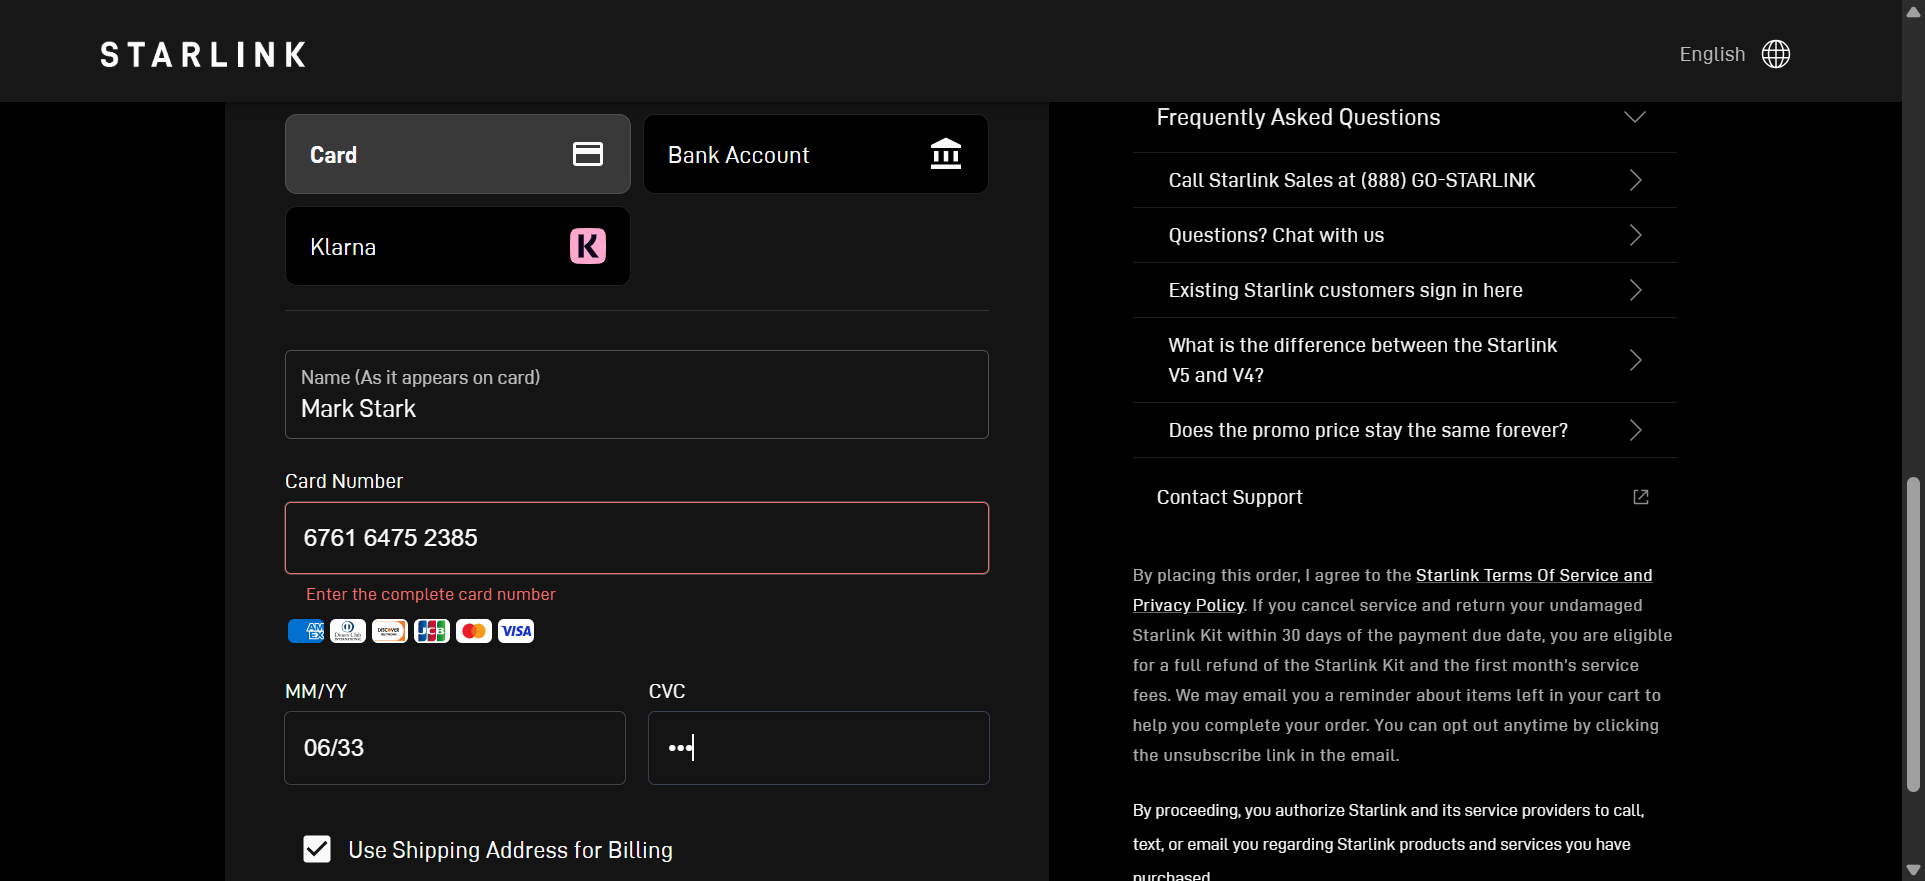 STARLINK
English
Card
Bank Account
Klarna
K
Name (As it appears on card)
Mark Stark
Card Number
6761 6475 2385
Enter the complete card number
AM
EX
Diners Club
INTERNATIONAL
DISCOVER
NETWORK
JCB
VISA
MM/YY
CVC
06/33
•••
Use Shipping Address for Billing
Frequently Asked Questions
Call Starlink Sales at (888) GO-STARLINK
Questions? Chat with us
Existing Starlink customers sign in here
What is the difference between the Starlink
V5 and V4?
Does the promo price stay the same forever?
Contact Support
By placing this order, I agree to the Starlink Terms Of Service and
Privacy Policy. If you cancel service and return your undamaged
Starlink Kit within 30 days of the payment due date, you are eligible
for a full refund of the Starlink Kit and the first month's service
fees. We may email you a reminder about items left in your cart to
help you complete your order. You can opt out anytime by clicking
the unsubscribe link in the email.
By proceeding, you authorize Starlink and its service providers to call,
text, or email you regarding Starlink products and services you have
purchased.